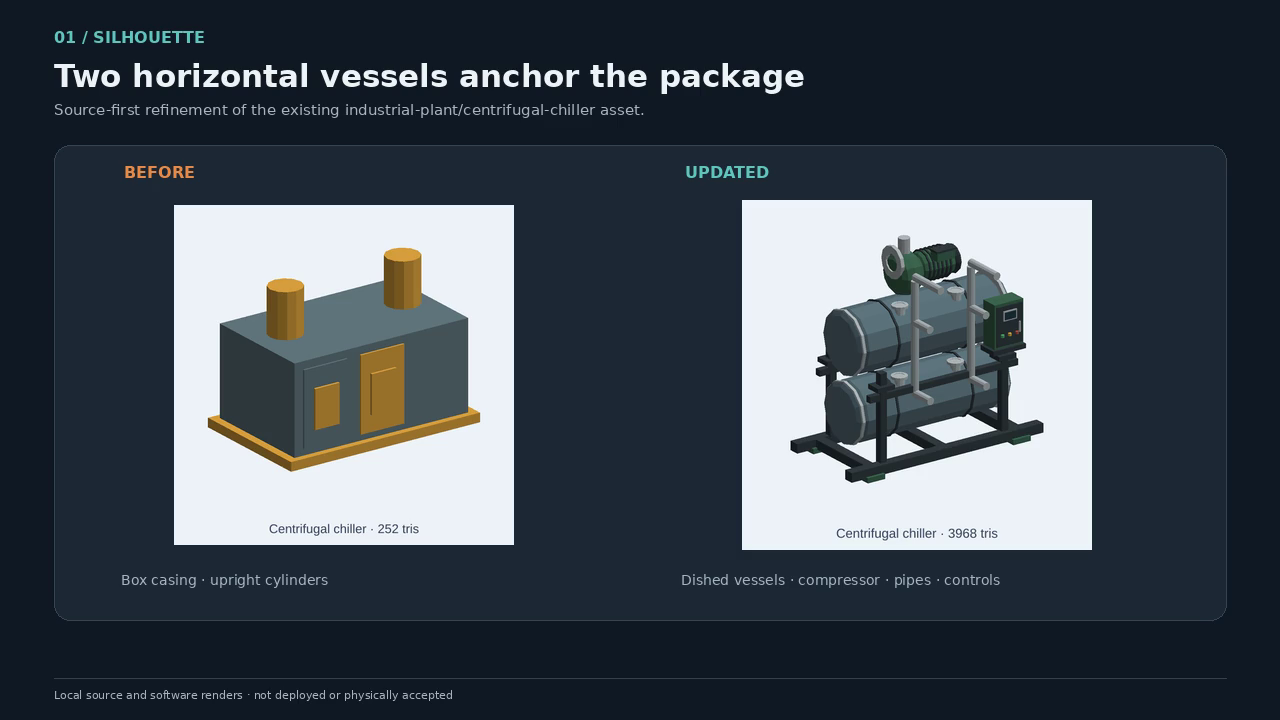 01 / SILHOUETTE
Two horizontal vessels anchor the package
Source-first refinement of the existing industrial-plant/centrifugal-chiller asset.
BEFORE
UPDATED
Centrifugal chiller · 252 tris
Centrifugal chiller · 3968 tris
Box casing · upright cylinders
Dished vessels · compressor · pipes · controls
Local source and software renders · not deployed or physically accepted